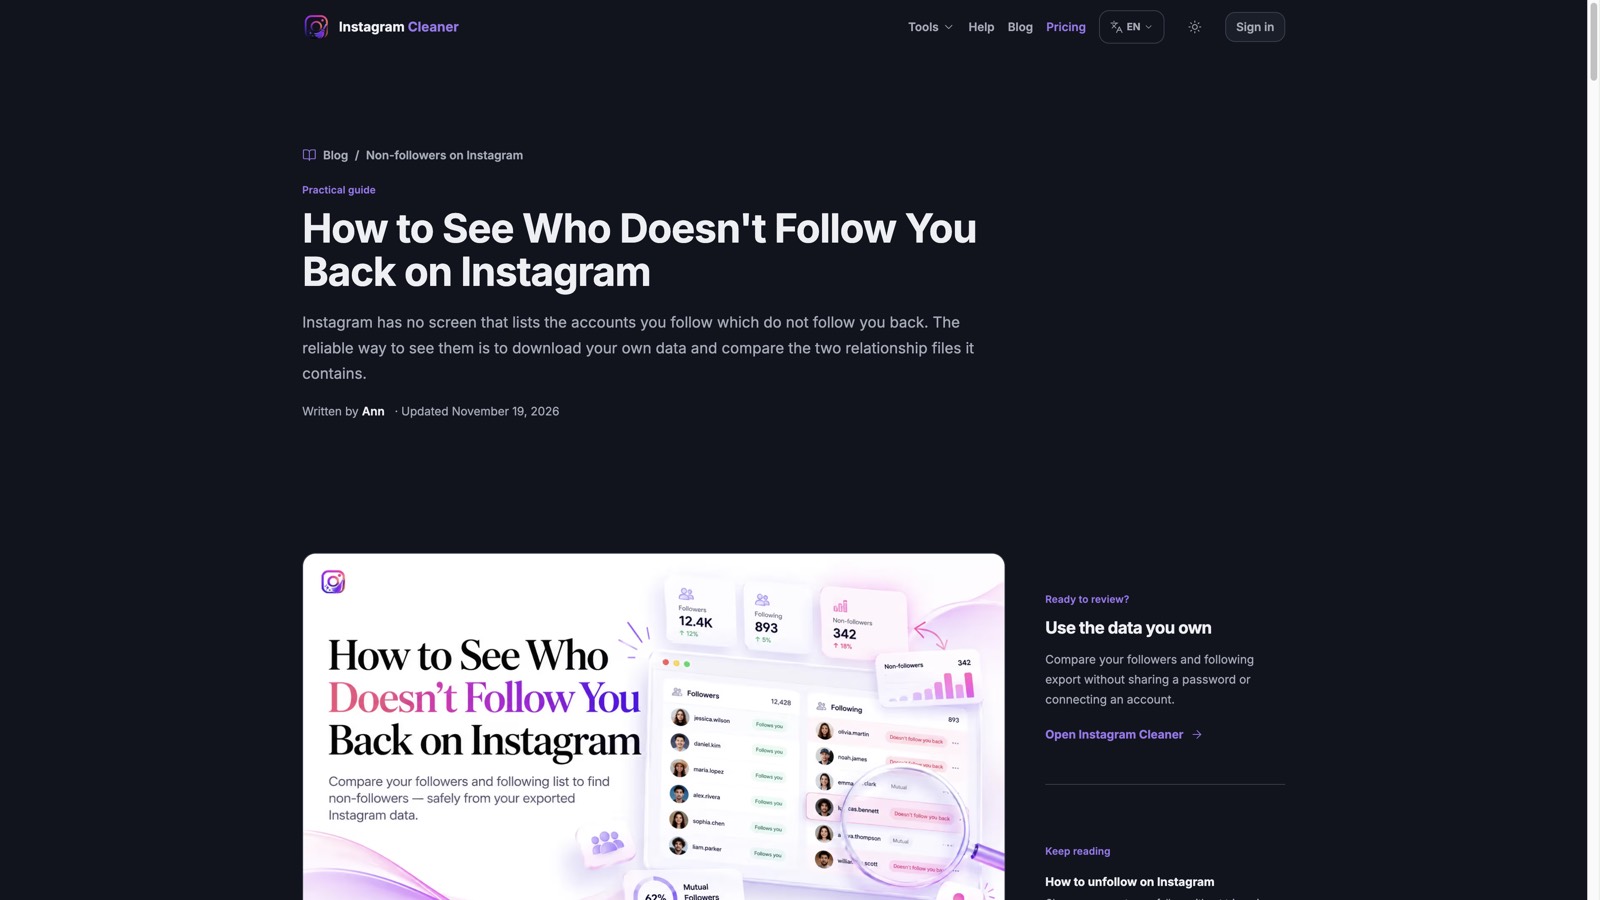 Instagram Cleaner
Tools
Help
Blog
Pricing
EN
Sign in
Blog / Non-followers on Instagram
Practical guide
How to See Who Doesn't Follow You
Back on Instagram
Instagram has no screen that lists the accounts you follow which do not follow you back. The
reliable way to see them is to download your own data and compare the two relationship files it
contains.
Written by Ann · Updated November 19, 2026
How to See Who
Doesn’t Follow You
Back on Instagram
Compare your followers and following list to find
non-followers — safely from your exported
Instagram data.
Followers
12.4K
↑ 12%
Following
893
↑ 5%
Non-followers
342
↑ 18%
Non-followers 342
Followers 12,428
jessica.wilson Follows you
daniel.kim Follows you
maria.lopez Follows you
alex.rivera Follows you
sophia.chen Follows you
liam.parker Follows you
Following 893
olivia.martin Doesn't follow you back
noah.james Doesn't follow you back
Mutual
Doesn't follow you back
Mutual
Doesn't follow you back
62%
Mutual
Followers
Ready to review?
Use the data you own
Compare your followers and following
export without sharing a password or
connecting an account.
Open Instagram Cleaner →
Keep reading
How to unfollow on Instagram